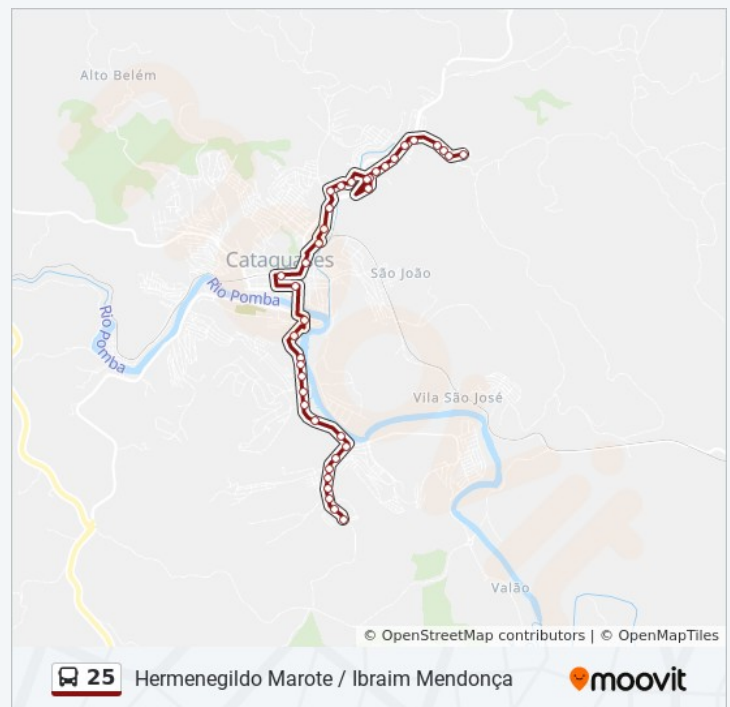 Alto Belém
Cataguases
São João
Rio Pomba
Rio Pomba
Vila São José
Valão
© OpenStreetMap contributors | © OpenMapTiles
25 Hermenegildo Marote / Ibraim Mendonça
moovit